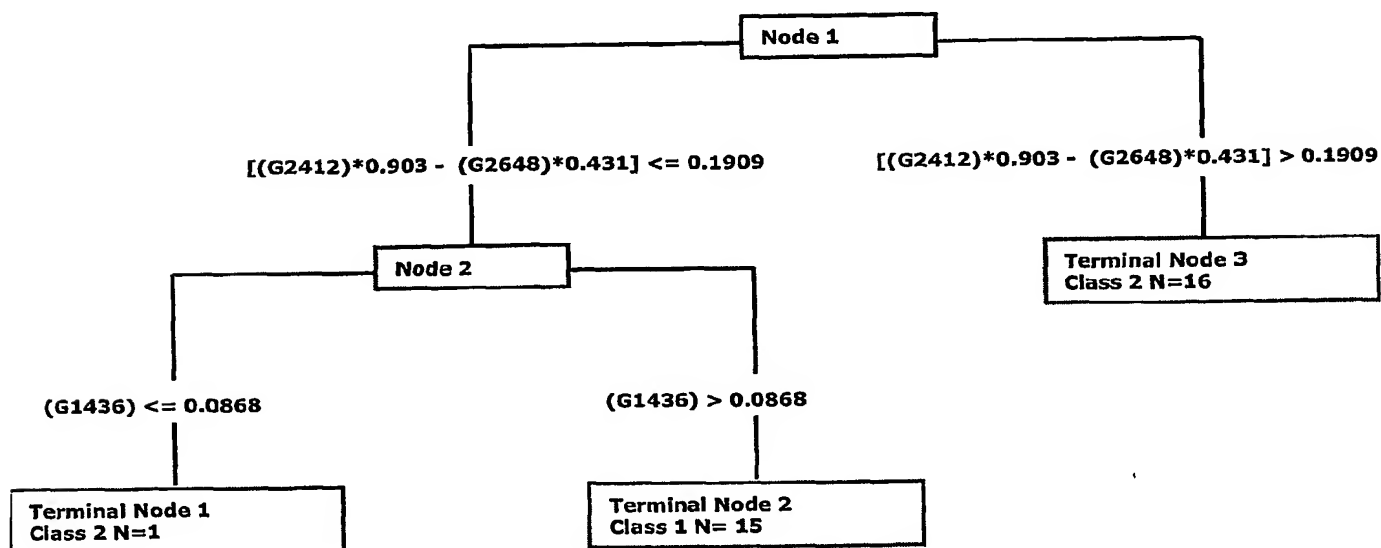 Node 1
[(G2412)*0.903 - (G2648)*0.431] <= 0.1909
[(G2412)*0.903 - (G2648)*0.431] > 0.1909
Node 2
Terminal Node 3
Class 2 N=16
(G1436) <= 0.0868
(G1436) > 0.0868
Terminal Node 1
Class 2 N=1
Terminal Node 2
Class 1 N= 15